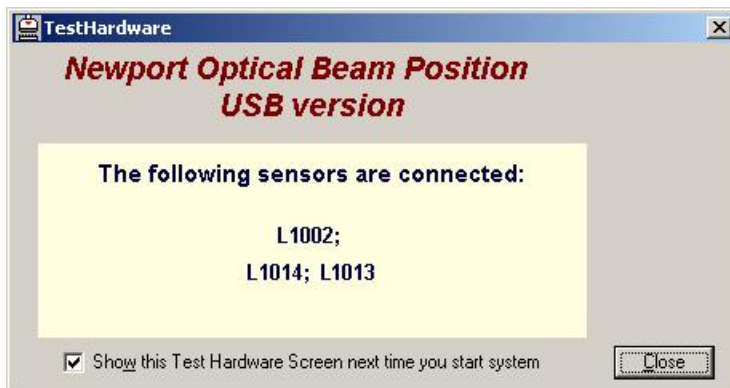 TestHardware
Newport Optical Beam Position
USB version
The following sensors are connected:
L1002;
L1014; L1013
Show this Test Hardware Screen next time you start system
Close